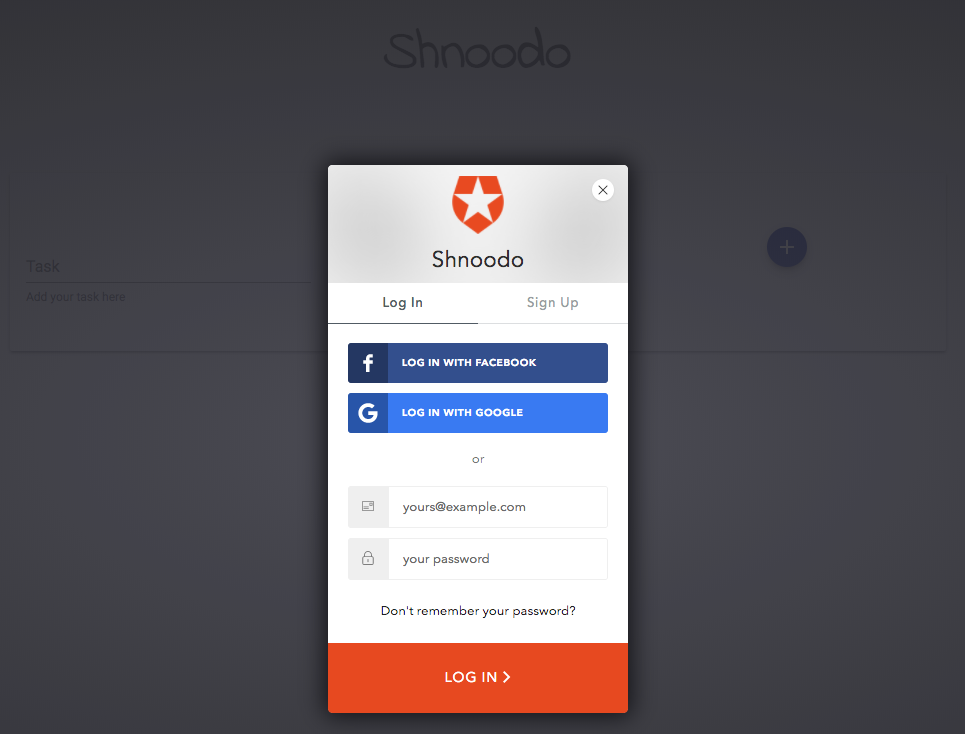 Shnoodo
Shnoodo
Log In
Sign Up
LOG IN WITH FACEBOOK
LOG IN WITH GOOGLE
or
yours@example.com
your password
Don't remember your password?
LOG IN
Task
Add your task here